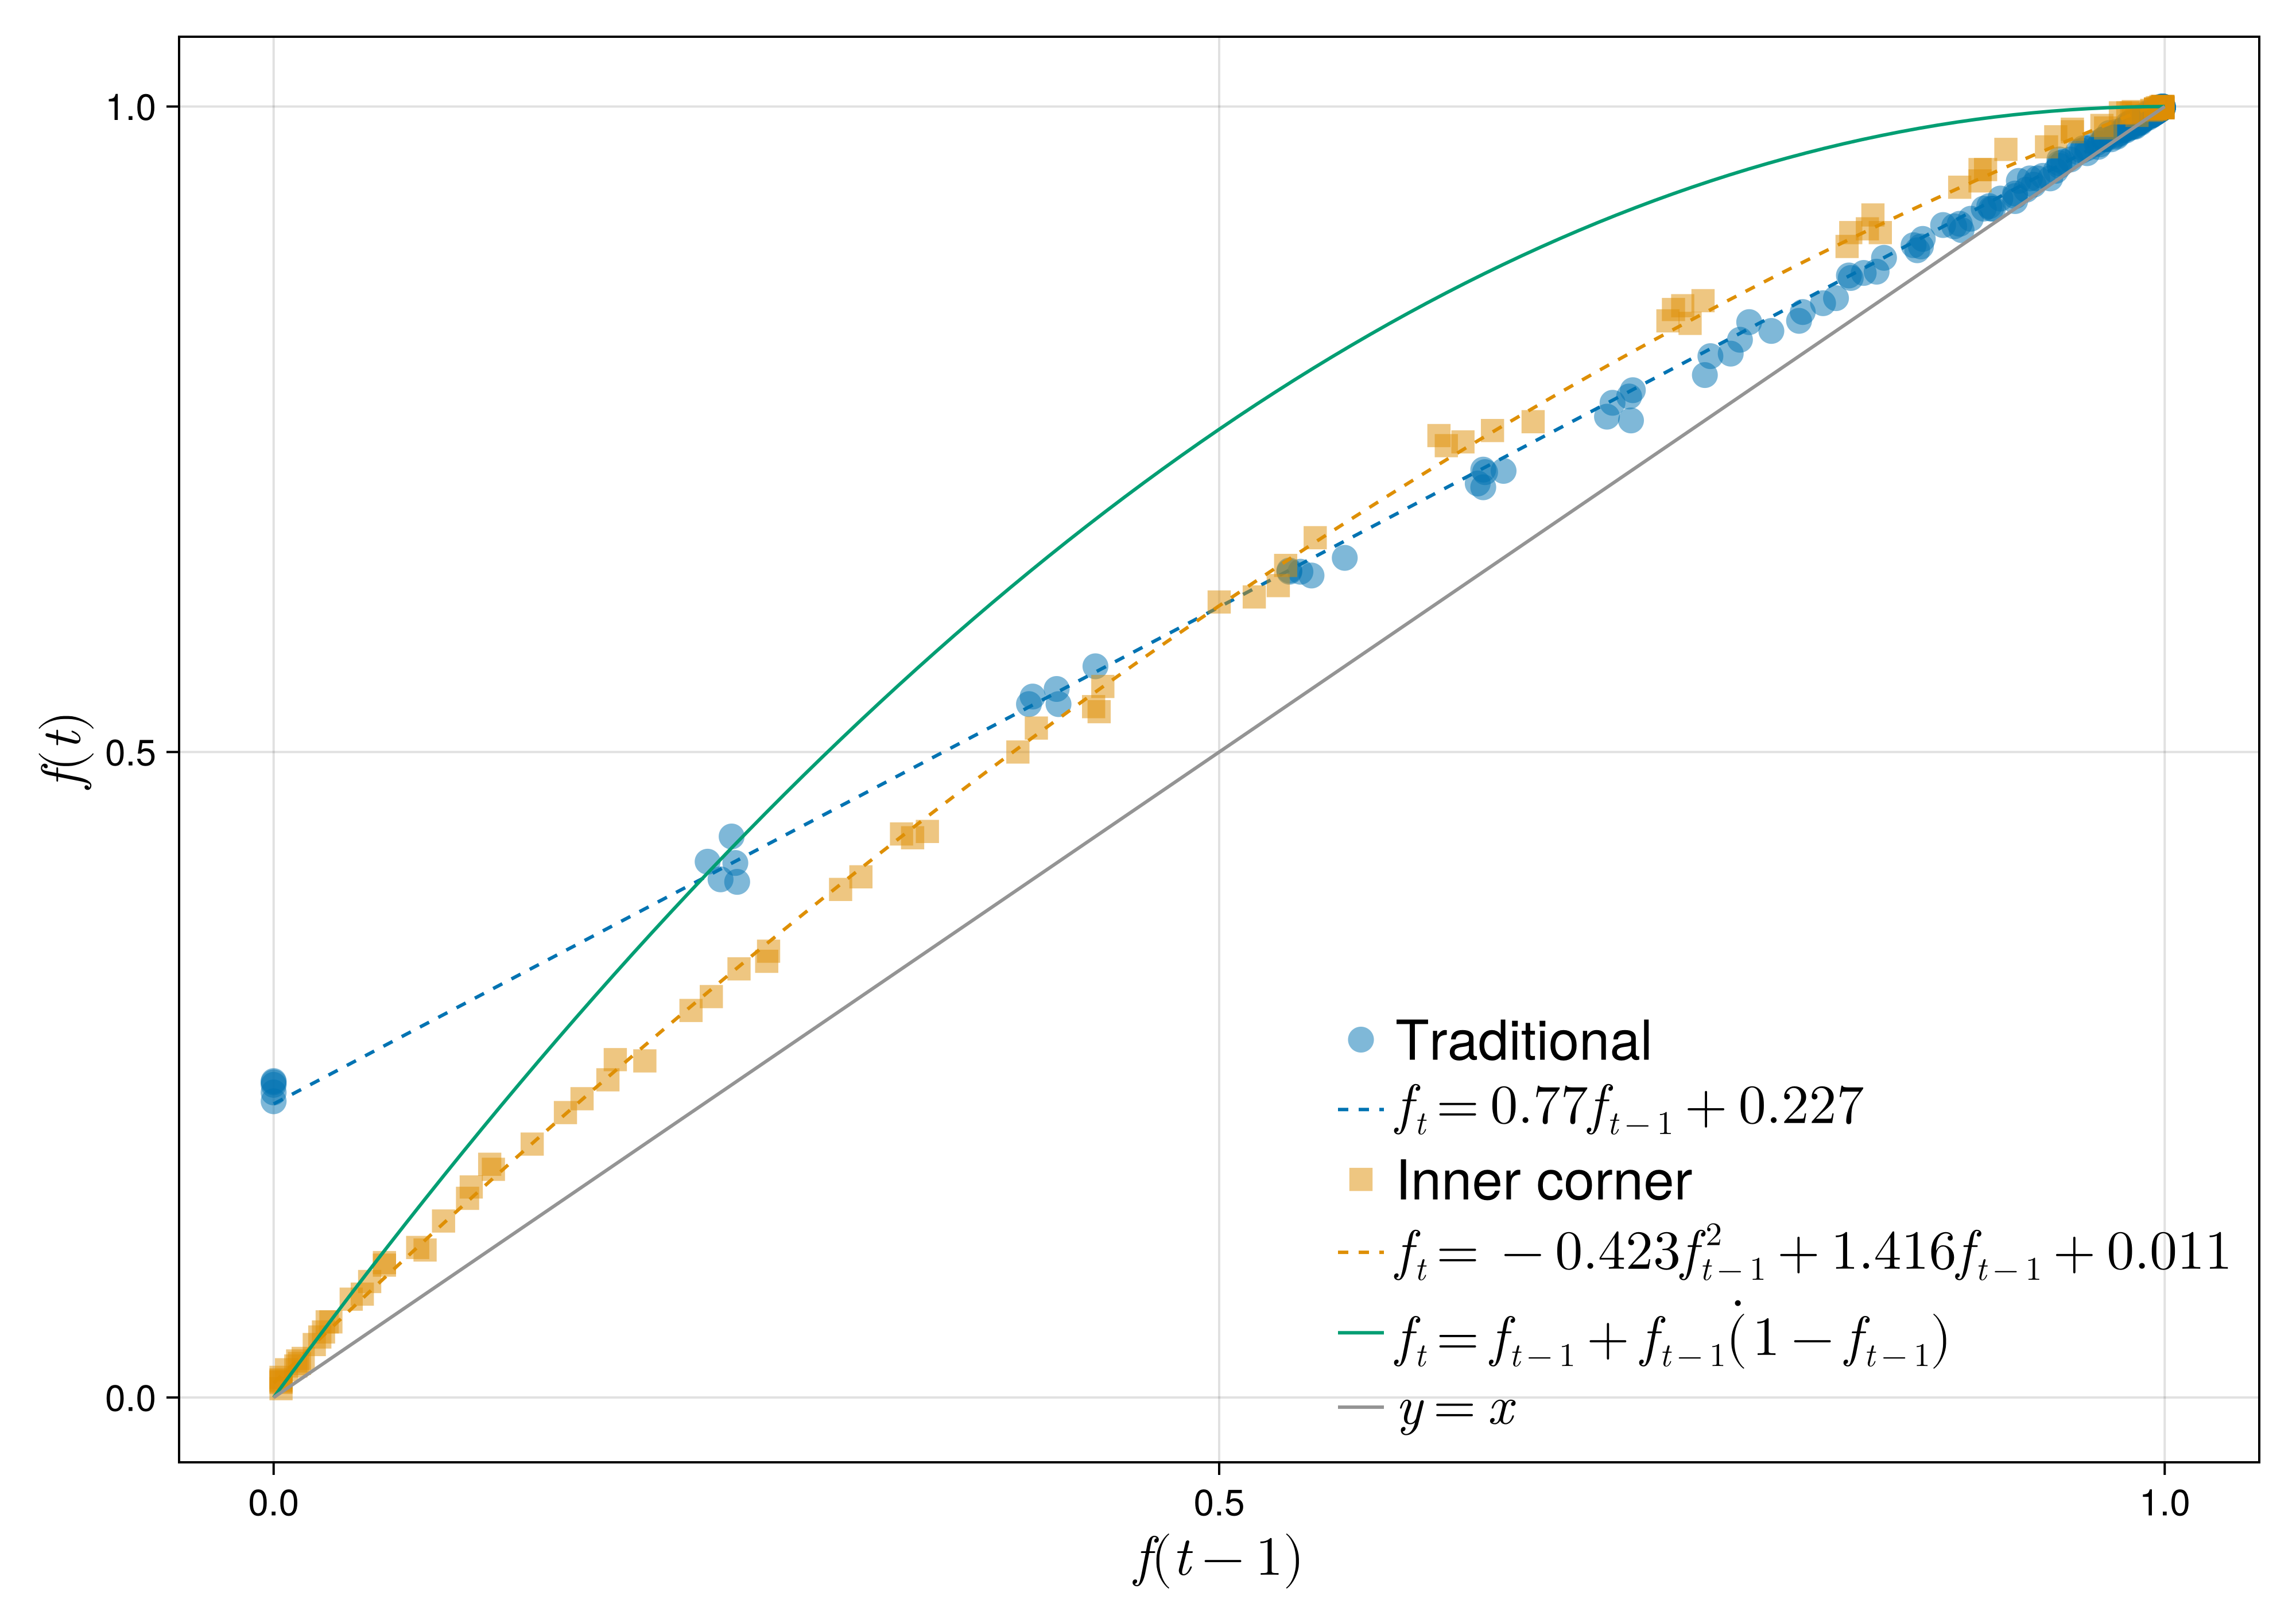 1.0
0.5
0.0
f(t)
Traditional
f_t = 0.77f_{t-1} + 0.227
Inner corner
f_t = -0.423f_{t-1}^2 + 1.416f_{t-1} + 0.011
f_t = f_{t-1} + f_{t-1}(̇1 - f_{t-1})
y = x
0.0 0.5 1.0
f(t - 1)